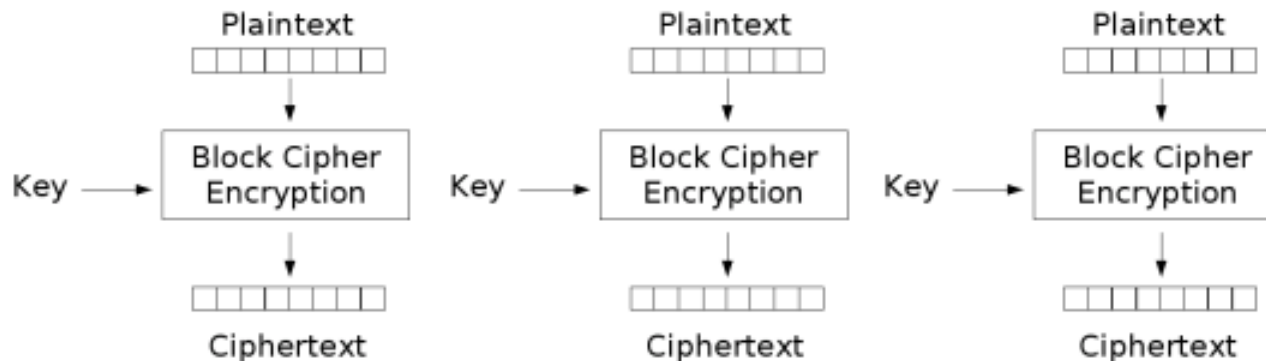 Plaintext Plaintext Plaintext
Block Cipher Block Cipher Block Cipher
Key Key Key
Encryption Encryption Encryption
Ciphertext Ciphertext Ciphertext